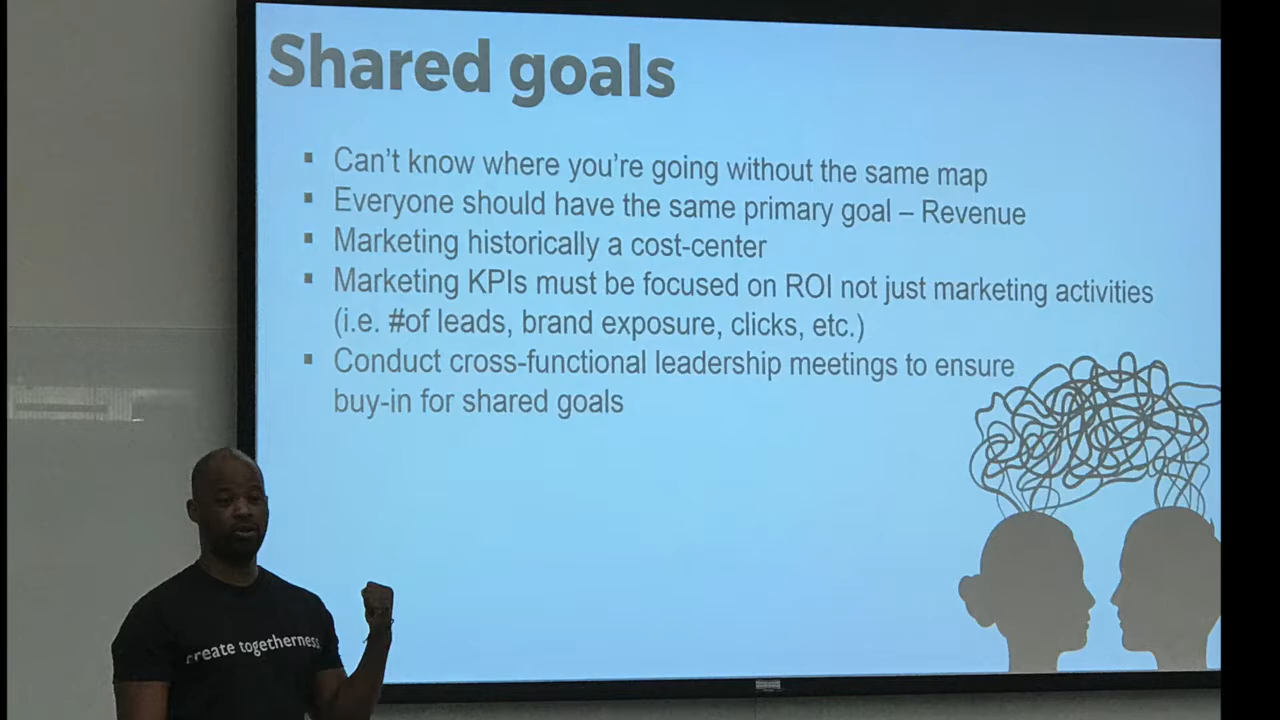 Shared goals
▪ Can't know where you're going without the same map
▪ Everyone should have the same primary goal – Revenue
▪ Marketing historically a cost-center
▪ Marketing KPIs must be focused on ROI not just marketing activities
(i.e. #of leads, brand exposure, clicks, etc.)
▪ Conduct cross-functional leadership meetings to ensure
buy-in for shared goals
create togetherness